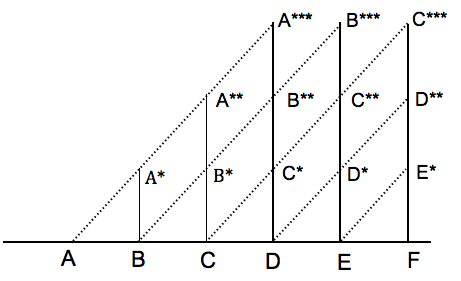 A*** B*** C***
A** B** C** D**
A* B* C* D* E*
A B C D E F